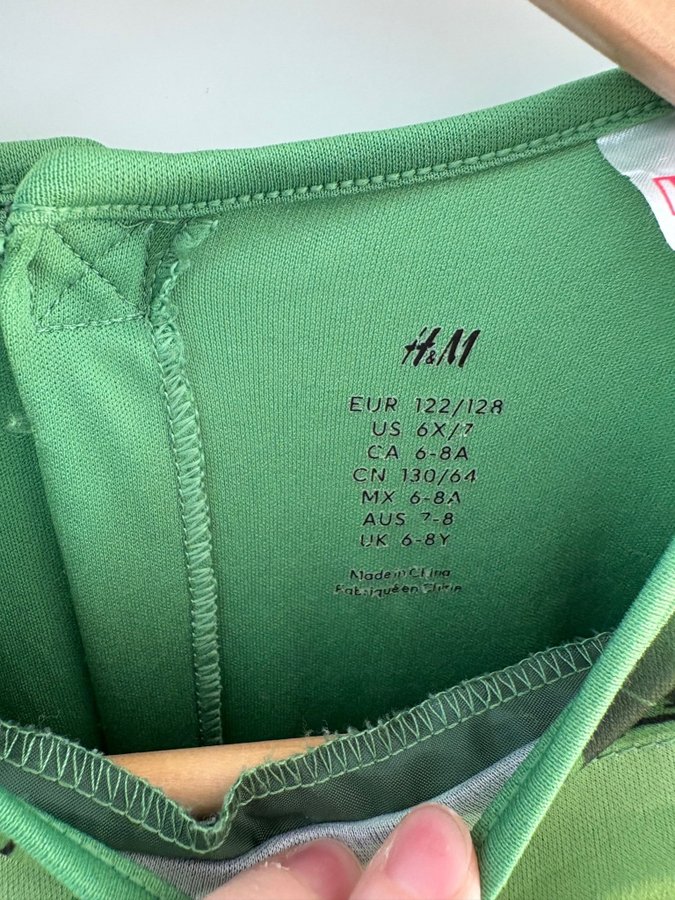 H&M
EUR 122/128
US 6X/7
CA 6-8A
CN 130/64
MX 6-8A
AUS 7-8
UK 6-8Y
Made in China
Fabriqué en Chine